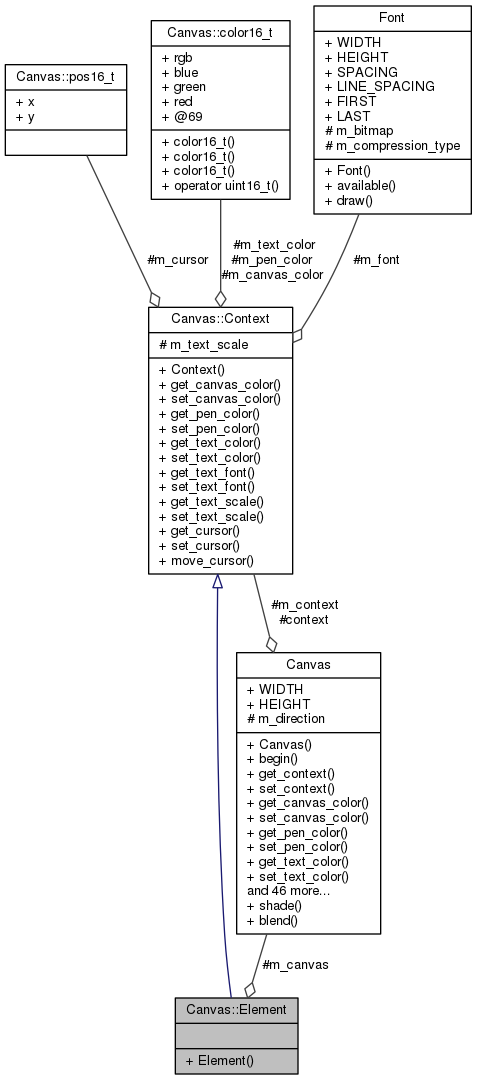 Canvas::pos16_t
+ x
+ y
Canvas::color16_t
+ rgb
+ blue
+ green
+ red
+ @69
+ color16_t()
+ color16_t()
+ color16_t()
+ operator uint16_t()
Font
+ WIDTH
+ HEIGHT
+ SPACING
+ LINE_SPACING
+ FIRST
+ LAST
# m_bitmap
# m_compression_type
+ Font()
+ available()
+ draw()
#m_cursor
#m_text_color
#m_pen_color
#m_canvas_color
#m_font
Canvas::Context
# m_text_scale
+ Context()
+ get_canvas_color()
+ set_canvas_color()
+ get_pen_color()
+ set_pen_color()
+ get_text_color()
+ set_text_color()
+ get_text_font()
+ set_text_font()
+ get_text_scale()
+ set_text_scale()
+ get_cursor()
+ set_cursor()
+ move_cursor()
#m_context
#context
Canvas
+ WIDTH
+ HEIGHT
# m_direction
+ Canvas()
+ begin()
+ get_context()
+ set_context()
+ get_canvas_color()
+ set_canvas_color()
+ get_pen_color()
+ set_pen_color()
+ get_text_color()
+ set_text_color()
and 46 more...
+ shade()
+ blend()
#m_canvas
Canvas::Element
+ Element()